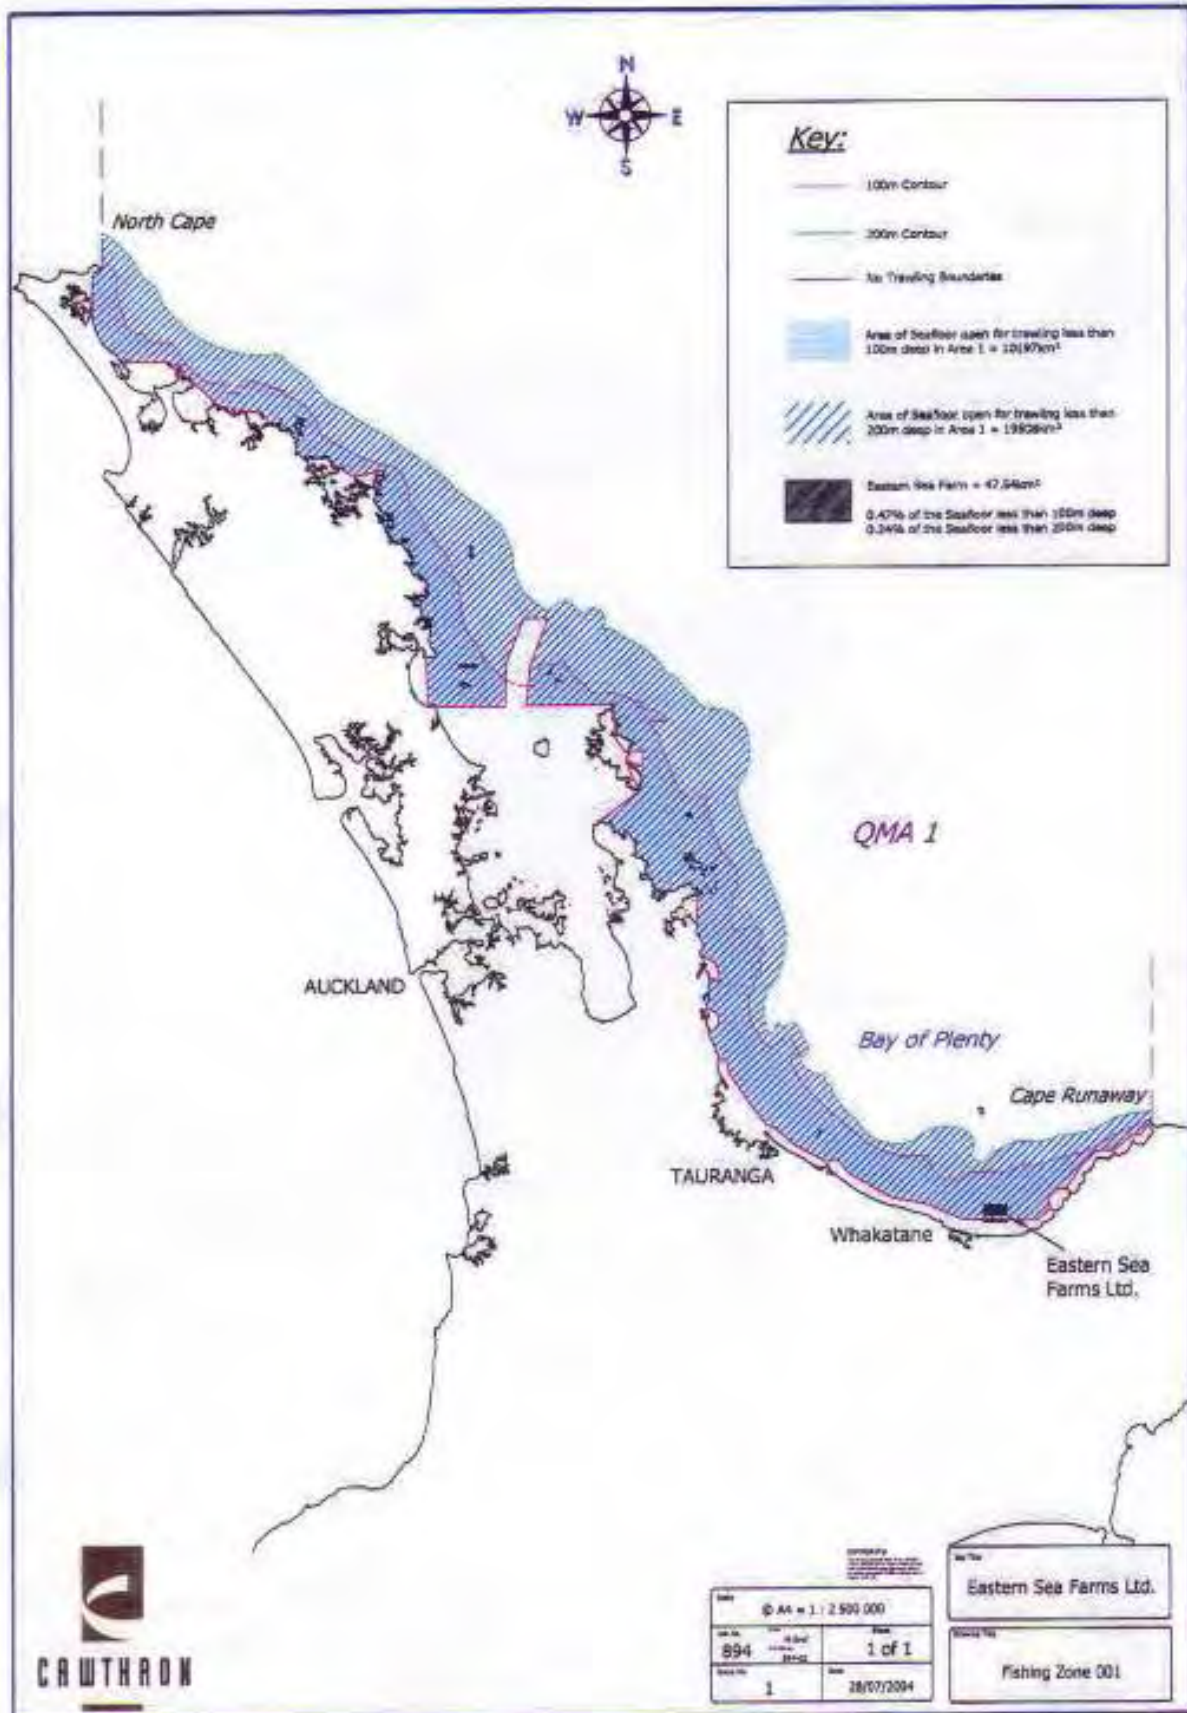 N
W E
S
Key:
North Cape
100m Contour
200m Contour
No Trawling Boundaries
Area of Seafloor open for trawling less than
100m deep in Area 1 = 10197km²
Area of Seafloor open for trawling less than
200m deep in Area 1 =
Eastern Sea Farm = 47.64km²
0.47% of the Seafloor less than 100m deep
0.24% of the Seafloor less than 200m deep
QMA 1
AUCKLAND
Bay of Plenty
Cape Runaway
TAURANGA
Whakatane
Eastern Sea
Farms Ltd.
CAWTHRON
@ A4 = 1 : 2 500 000
894
1 of 1
1
28/07/2004
Eastern Sea Farms Ltd.
Fishing Zone 001